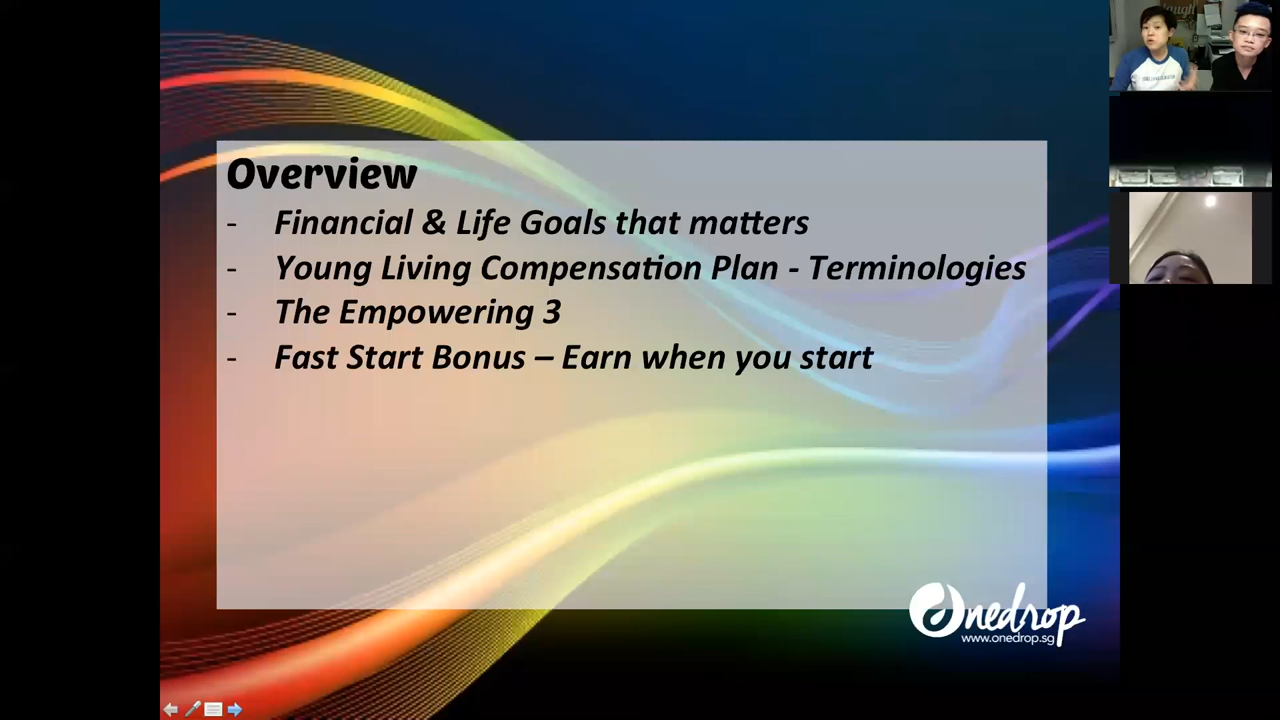 Overview
- Financial & Life Goals that matters
- Young Living Compensation Plan - Terminologies
- The Empowering 3
- Fast Start Bonus – Earn when you start
Onedrop
www.onedrop.sg